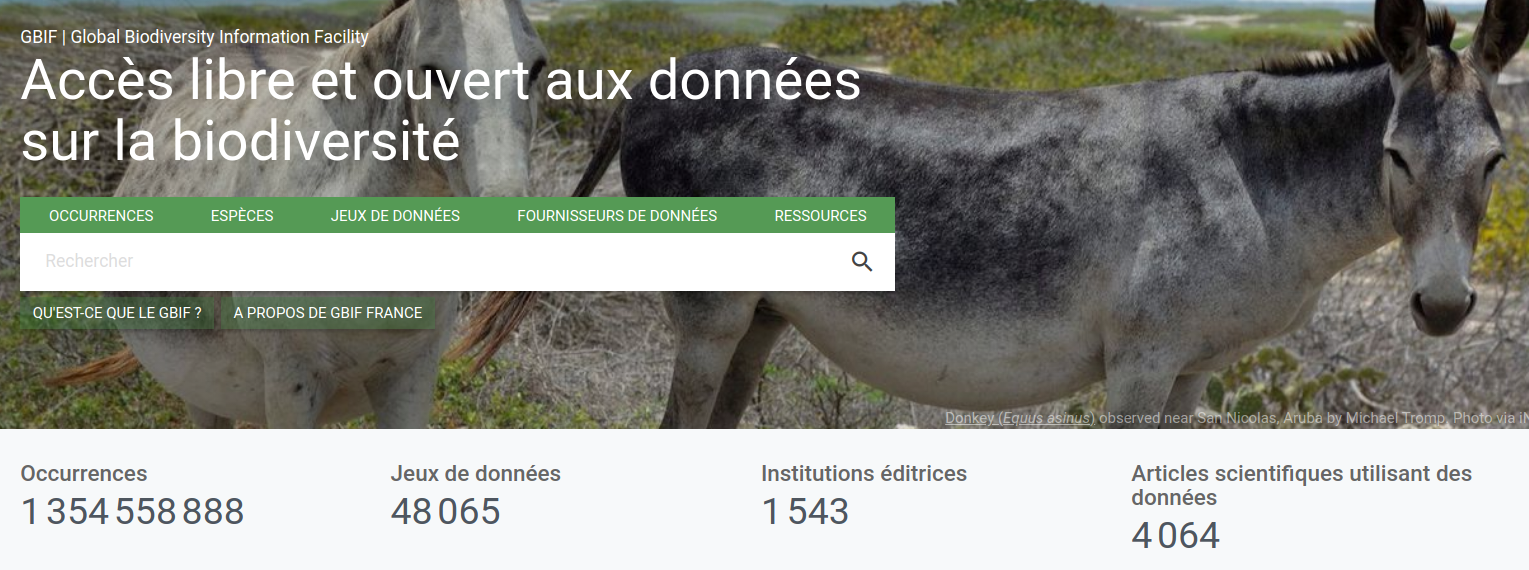 GBIF | Global Biodiversity Information Facility
Accès libre et ouvert aux données
sur la biodiversité
OCCURRENCES ESPÈCES JEUX DE DONNÉES FOURNISSEURS DE DONNÉES RESSOURCES
Rechercher
QU'EST-CE QUE LE GBIF ? A PROPOS DE GBIF FRANCE
Donkey (Equus asinus) observed near San Nicolas, Aruba by Michael Tromp. Photo via
Occurrences
1 354 558 888
Jeux de données
48 065
Institutions éditrices
1 543
Articles scientifiques utilisant des
données
4 064